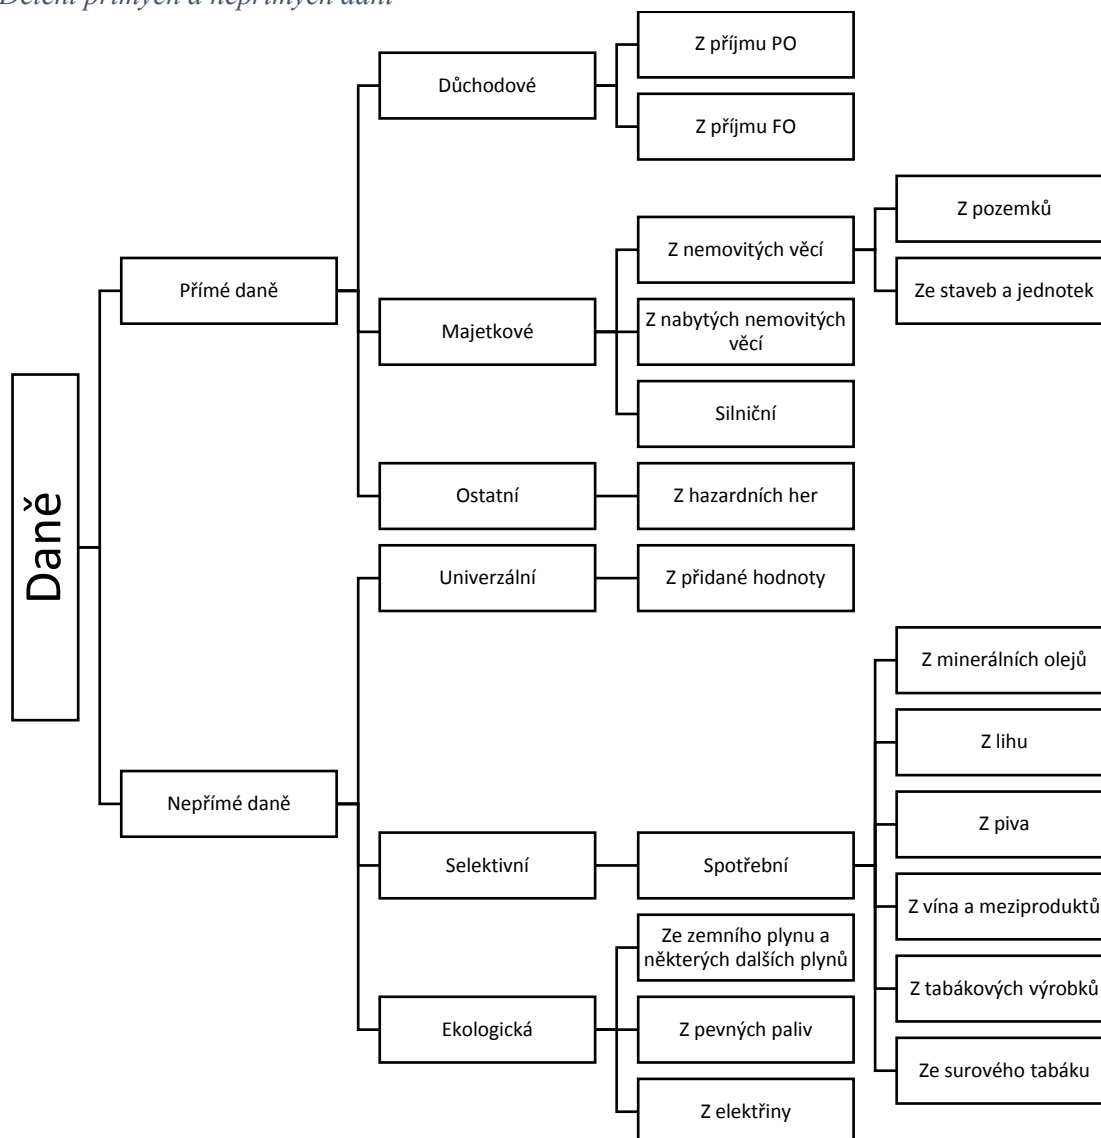 Dělení přímých a nepřímých daní
Z příjmu PO
Důchodové
Z příjmu FO
Z pozemků
Z nemovitých věcí
Přímé daně
Ze staveb a jednotek
Z nabytých nemovitých
věcí
Majetkové
Silniční
Ostatní
Z hazardních her
Daně
Univerzální
Z přidané hodnoty
Z minerálních olejů
Z lihu
Nepřímé daně
Z piva
Selektivní
Spotřební
Z vína a meziproduktů
Ze zemního plynu a
některých dalších plynů
Z tabákových výrobků
Ekologická
Z pevných paliv
Ze surového tabáku
Z elektřiny